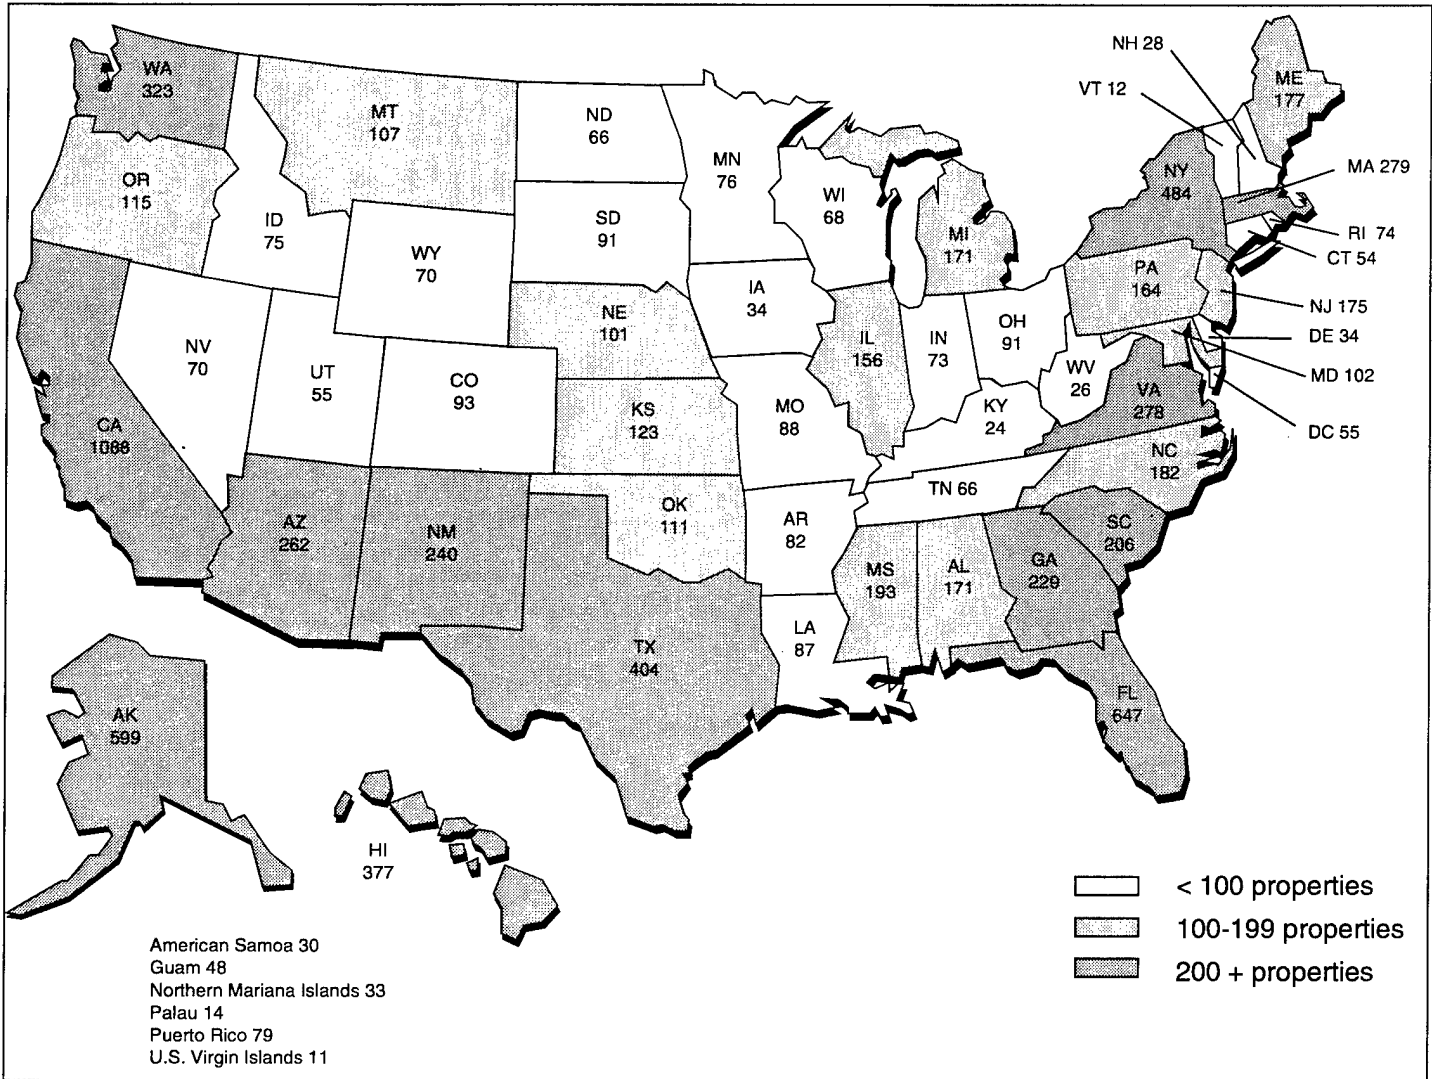 NH 28
VT 12
ME
177
WA
323
MT
107
ND
66
MN
76
OR
115
ID
75
WY
70
SD
91
WI
68
MI
171
NY
484
MA 279
RI 74
CT 54
NJ 175
DE 34
MD 102
DC 55
PA
164
NE
101
IA
34
IL
156
IN
73
OH
91
WV
26
VA
278
NV
70
UT
55
CO
93
KS
123
MO
88
KY
24
NC
182
CA
1088
AZ
262
NM
240
OK
111
AR
82
TN 66
SC
206
MS
193
AL
171
GA
229
TX
404
LA
87
FL
647
AK
599
HI
377
< 100 properties
100-199 properties
200 + properties
American Samoa 30
Guam 48
Northern Mariana Islands 33
Palau 14
Puerto Rico 79
U.S. Virgin Islands 11